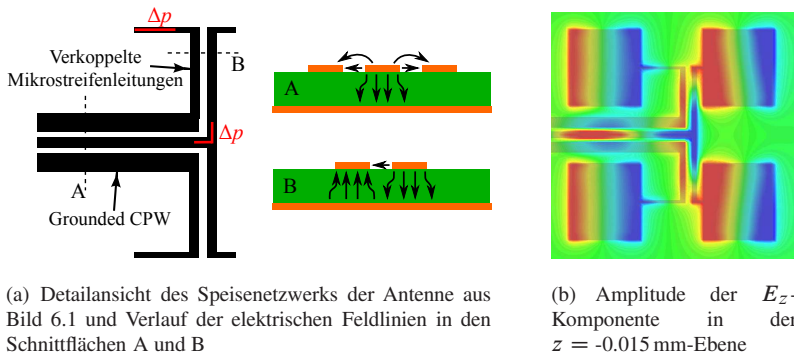 Δp
Verkoppelte
Mikrostreifenleitungen
B
Δp
A
Grounded CPW
A
B
(a) Detailansicht des Speisenetzwerks der Antenne aus
Bild 6.1 und Verlauf der elektrischen Feldlinien in den
Schnittflächen A und B
(b) Amplitude der E_z-
Komponente in der
z = -0.015 mm-Ebene